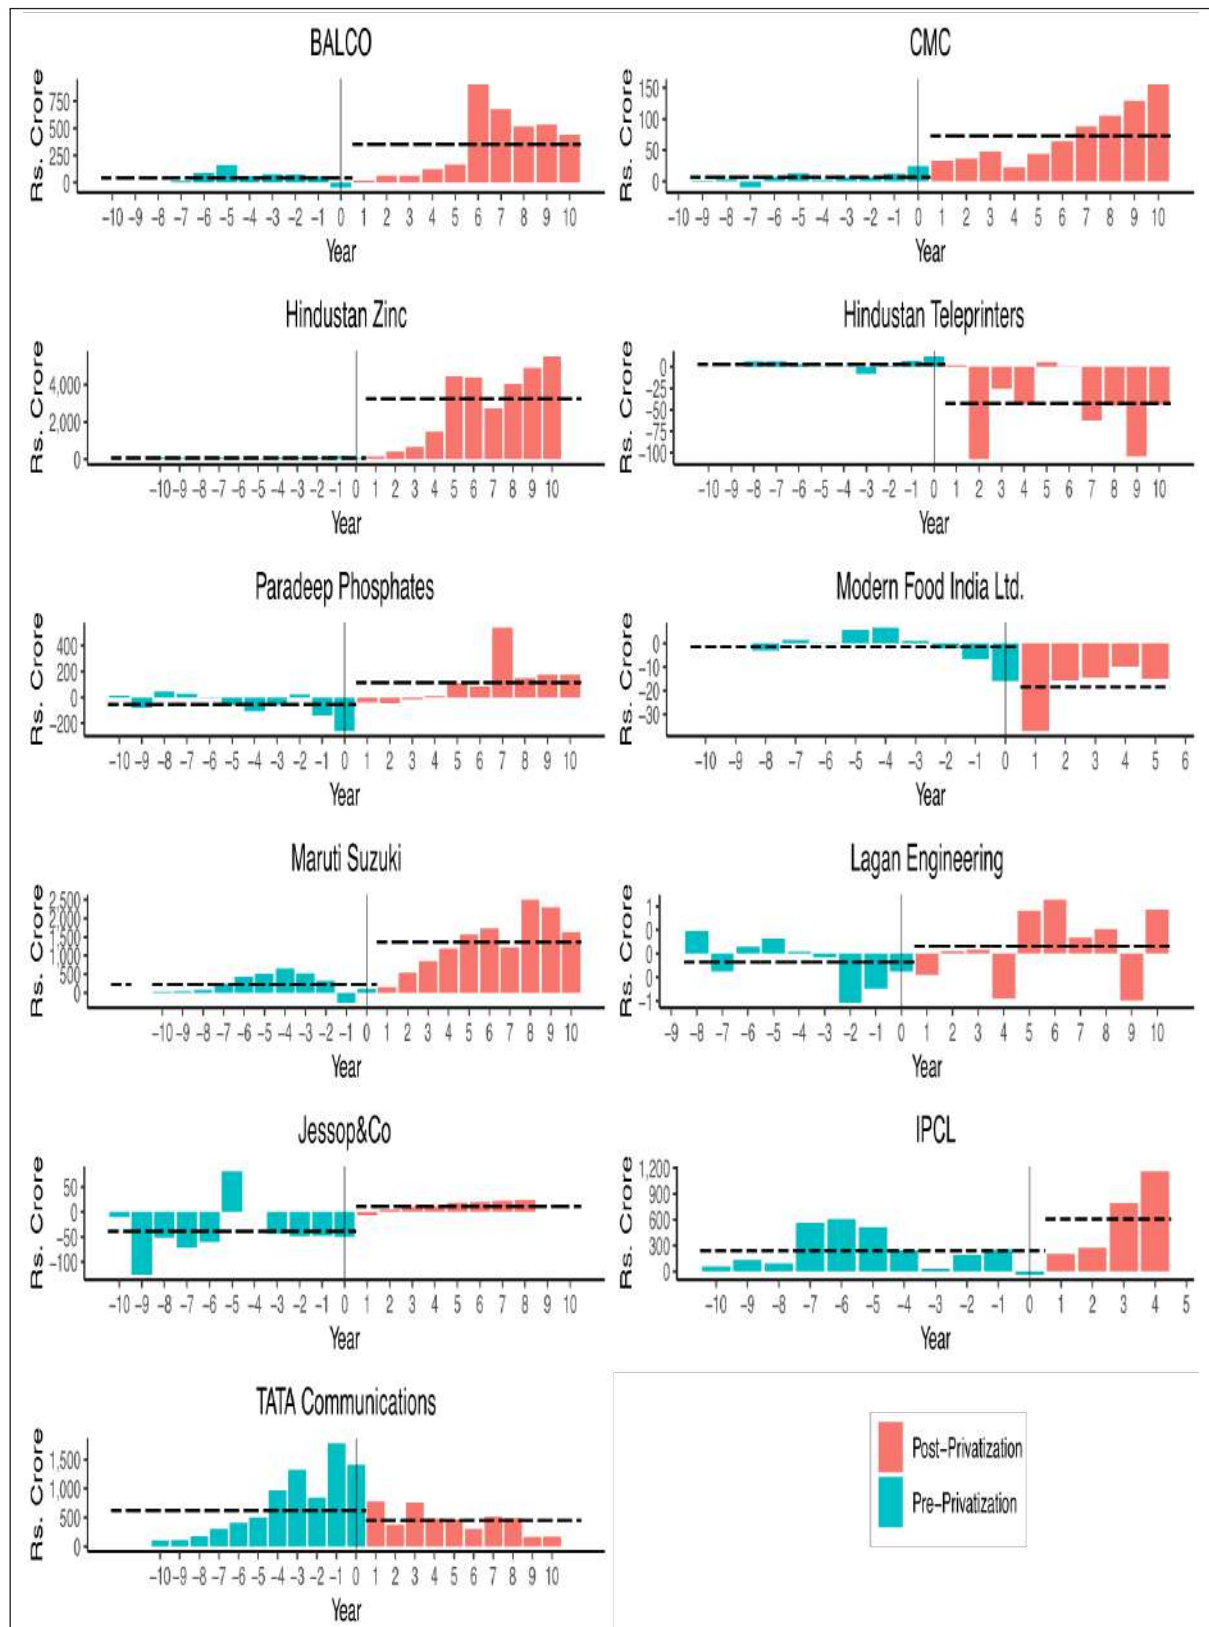 BALCO
Rs. Crore
750
500
250
0
-10 -9 -8 -7 -6 -5 -4 -3 -2 -1 0 1 2 3 4 5 6 7 8 9 10
Year
CMC
Rs. Crore
150
100
50
0
-10 -9 -8 -7 -6 -5 -4 -3 -2 -1 0 1 2 3 4 5 6 7 8 9 10
Year
Hindustan Zinc
Rs. Crore
4,000
2,000
0
-10 -9 -8 -7 -6 -5 -4 -3 -2 -1 0 1 2 3 4 5 6 7 8 9 10
Year
Hindustan Teleprinters
Rs. Crore
0
-25
-50
-75
-100
-10 -9 -8 -7 -6 -5 -4 -3 -2 -1 0 1 2 3 4 5 6 7 8 9 10
Year
Paradeep Phosphates
Rs. Crore
400
200
0
-200
-10 -9 -8 -7 -6 -5 -4 -3 -2 -1 0 1 2 3 4 5 6 7 8 9 10
Year
Modern Food India Ltd.
Rs. Crore
0
-10
-20
-30
-10 -9 -8 -7 -6 -5 -4 -3 -2 -1 0 1 2 3 4 5 6
Year
Maruti Suzuki
Rs. Crore
2,500
2,000
1,500
1,000
500
0
-10 -9 -8 -7 -6 -5 -4 -3 -2 -1 0 1 2 3 4 5 6 7 8 9 10
Year
Lagan Engineering
Rs. Crore
1
0
0
0
-1
-9 -8 -7 -6 -5 -4 -3 -2 -1 0 1 2 3 4 5 6 7 8 9 10
Year
Jessop&Co
Rs. Crore
50
0
-50
-100
-10 -9 -8 -7 -6 -5 -4 -3 -2 -1 0 1 2 3 4 5 6 7 8 9 10
Year
IPCL
Rs. Crore
1,200
900
600
300
0
-10 -9 -8 -7 -6 -5 -4 -3 -2 -1 0 1 2 3 4 5
Year
TATA Communications
Rs. Crore
1,500
1,000
500
0
-10 -9 -8 -7 -6 -5 -4 -3 -2 -1 0 1 2 3 4 5 6 7 8 9 10
Year
Post-Privatization
Pre-Privatization